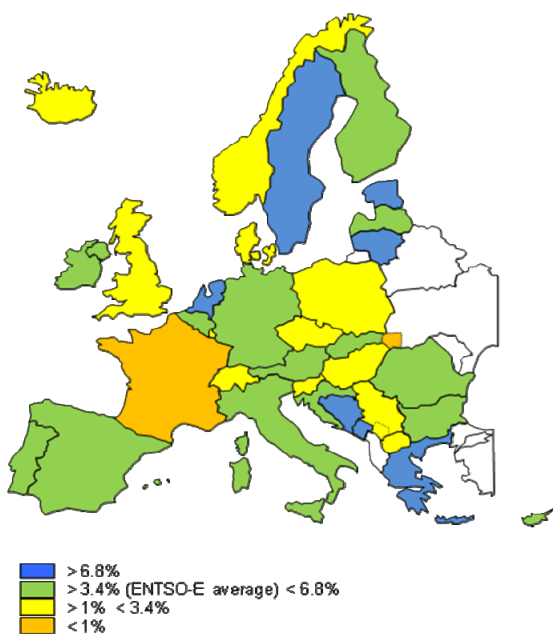 > 6.8%
> 3.4% (ENTSO-E average) < 6.8%
> 1% < 3.4%
< 1%